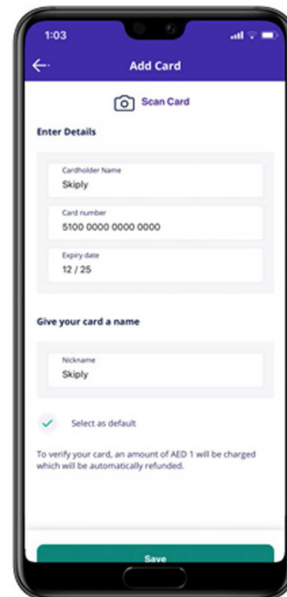 1:03
Add Card
Scan Card
Enter Details
Cardholder Name
Skiply
Card number
5100 0000 0000 0000
Expiry date
12 / 25
Give your card a name
Nickname
Skiply
Select as default
To verify your card, an amount of AED 1 will be charged
which will be automatically refunded.
Save